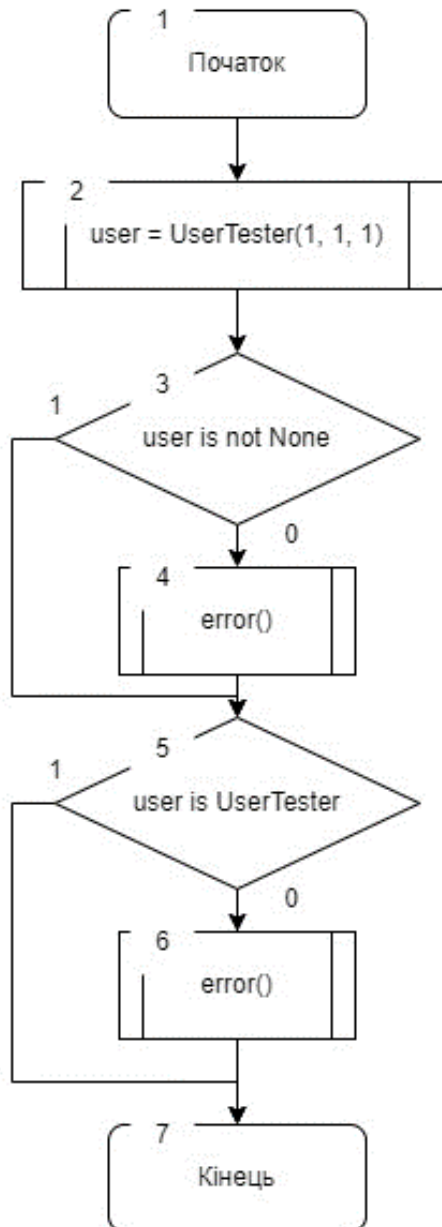 1
Початок
2
user = UserTester(1, 1, 1)
3
1
user is not None
0
4
error()
5
1
user is UserTester
0
6
error()
7
Кінець